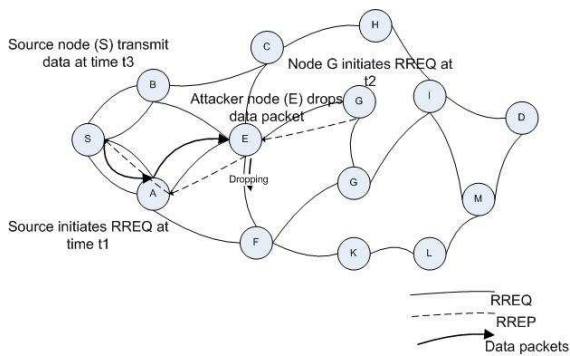 H
Source node (S) transmit
data at time t3
C
Node G initiates RREQ at
t2
B
Attacker node (E) drops
data packet
G
I
D
S
E
Dropping
A
G
M
Source initiates RREQ at
time t1
F
K
L
RREQ
RREP
Data packets